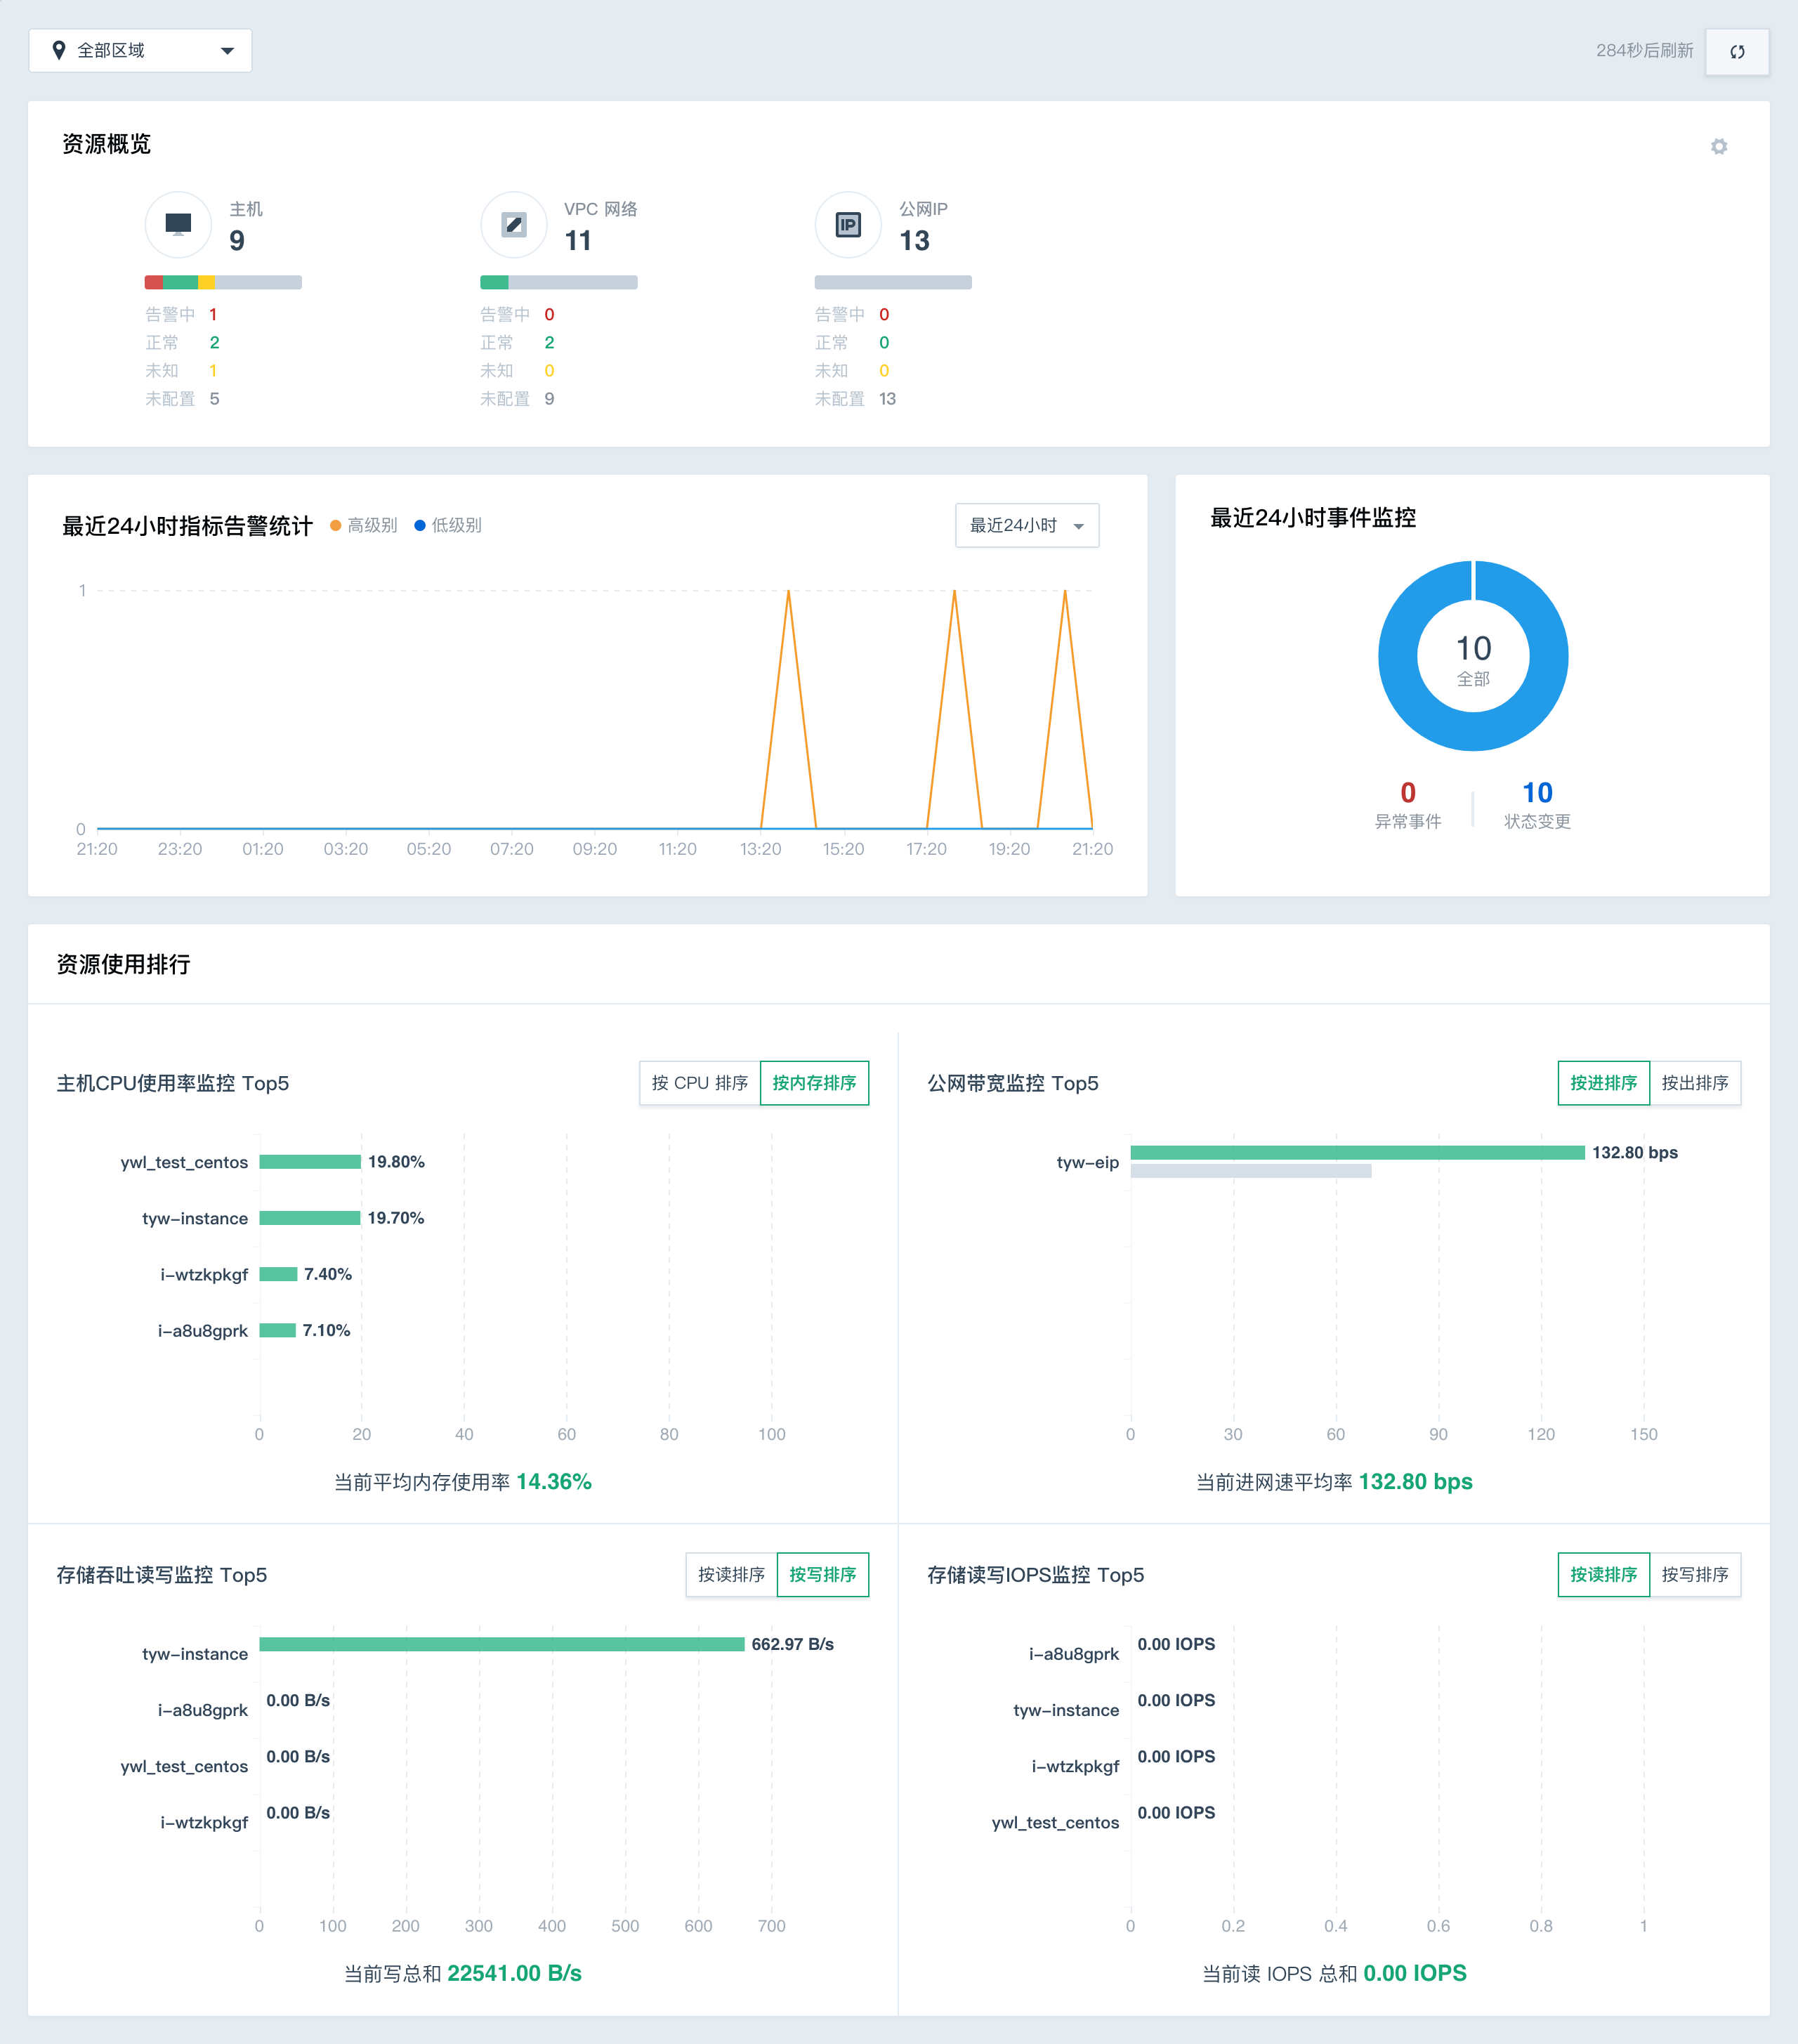 全部区域
284秒后刷新
资源概览
主机
9
告警中 1
正常 2
未知 1
未配置 5
VPC 网络
11
告警中 0
正常 2
未知 0
未配置 9
IP
公网IP
13
告警中 0
正常 0
未知 0
未配置 13
最近24小时指标告警统计 高级别 低级别
最近24小时
1
0
21:20 23:20 01:20 03:20 05:20 07:20 09:20 11:20 13:20 15:20 17:20 19:20 21:20
最近24小时事件监控
10
全部
0
异常事件
10
状态变更
资源使用排行
主机CPU使用率监控 Top5
按 CPU 排序 按内存排序
ywl_test_centos 19.80%
tyw-instance 19.70%
i-wtzkpkgf 7.40%
i-a8u8gprk 7.10%
0 20 40 60 80 100
当前平均内存使用率 14.36%
公网带宽监控 Top5
按进排序 按出排序
tyw-eip 132.80 bps
0 30 60 90 120 150
当前进网速平均率 132.80 bps
存储吞吐读写监控 Top5
按读排序 按写排序
tyw-instance 662.97 B/s
i-a8u8gprk 0.00 B/s
ywl_test_centos 0.00 B/s
i-wtzkpkgf 0.00 B/s
0 100 200 300 400 500 600 700
当前写总和 22541.00 B/s
存储读写IOPS监控 Top5
按读排序 按写排序
i-a8u8gprk 0.00 IOPS
tyw-instance 0.00 IOPS
i-wtzkpkgf 0.00 IOPS
ywl_test_centos 0.00 IOPS
0 0.2 0.4 0.6 0.8 1
当前读 IOPS 总和 0.00 IOPS